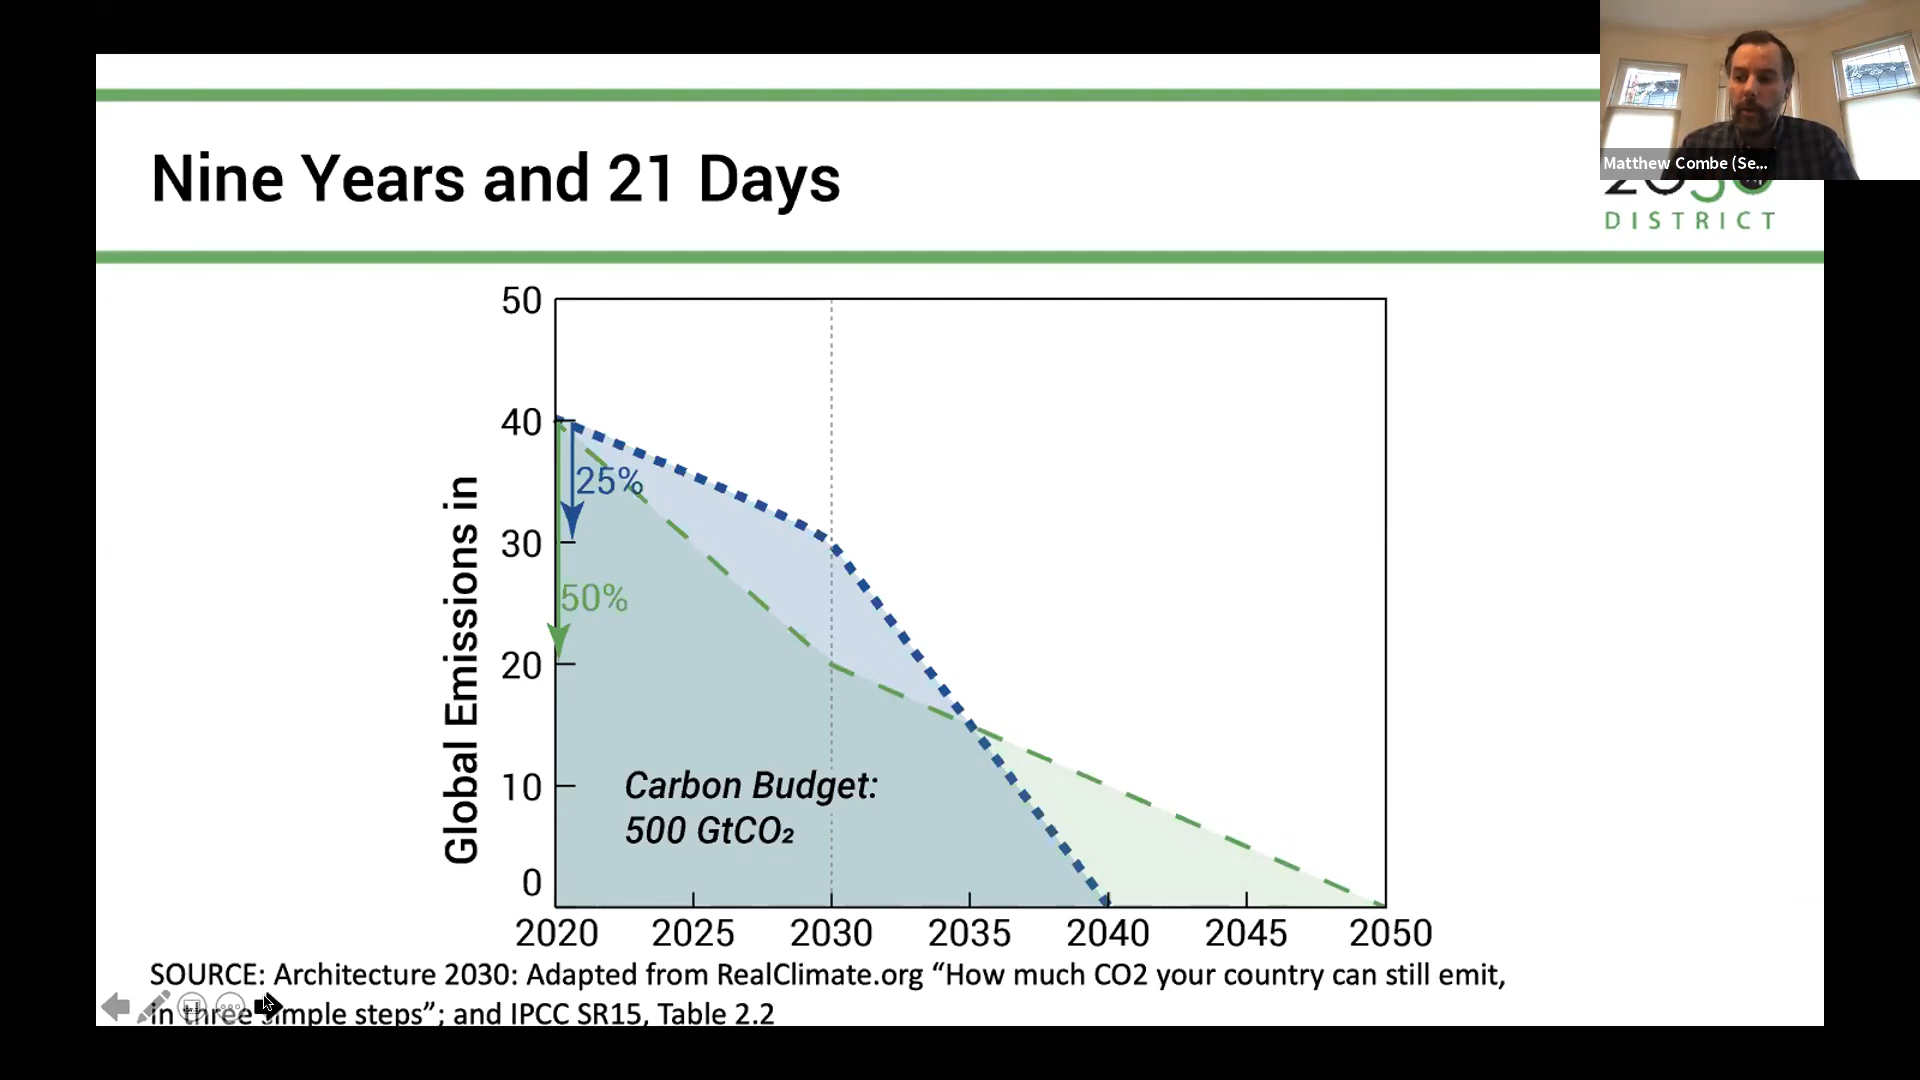 Matthew Combe (Se...
Nine Years and 21 Days
DISTRICT
Global Emissions in
50
40
30
20
10
0
25%
50%
Carbon Budget:
500 GtCO₂
2020 2025 2030 2035 2040 2045 2050
SOURCE: Architecture 2030: Adapted from RealClimate.org “How much CO2 your country can still emit,
in three simple steps”; and IPCC SR15, Table 2.2